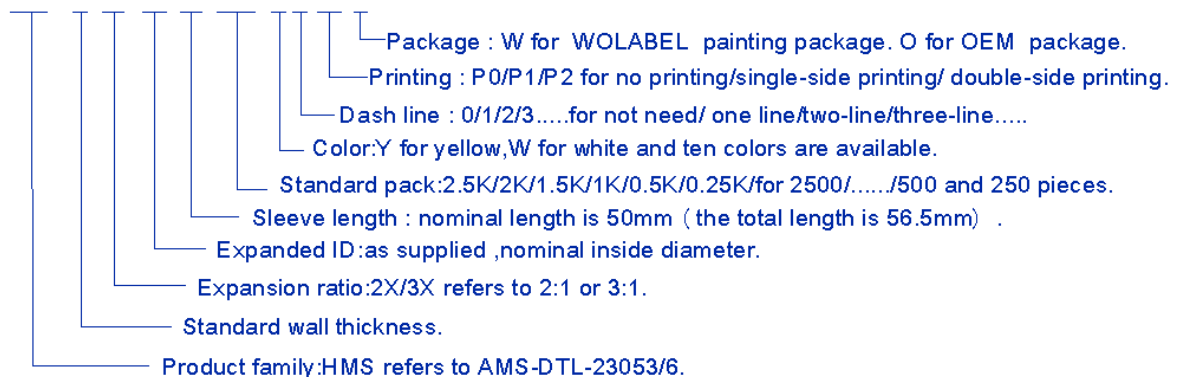 Package : W for WOLABEL painting package. O for OEM package.
Printing : P0/P1/P2 for no printing/single-side printing/ double-side printing.
Dash line : 0/1/2/3.....for not need/ one line/two-line/three-line.....
Color:Y for yellow,W for white and ten colors are available.
Standard pack:2.5K/2K/1.5K/1K/0.5K/0.25K/for 2500/....../500 and 250 pieces.
Sleeve length : nominal length is 50mm（the total length is 56.5mm）.
Expanded ID:as supplied ,nominal inside diameter.
Expansion ratio:2X/3X refers to 2:1 or 3:1.
Standard wall thickness.
Product family:HMS refers to AMS-DTL-23053/6.